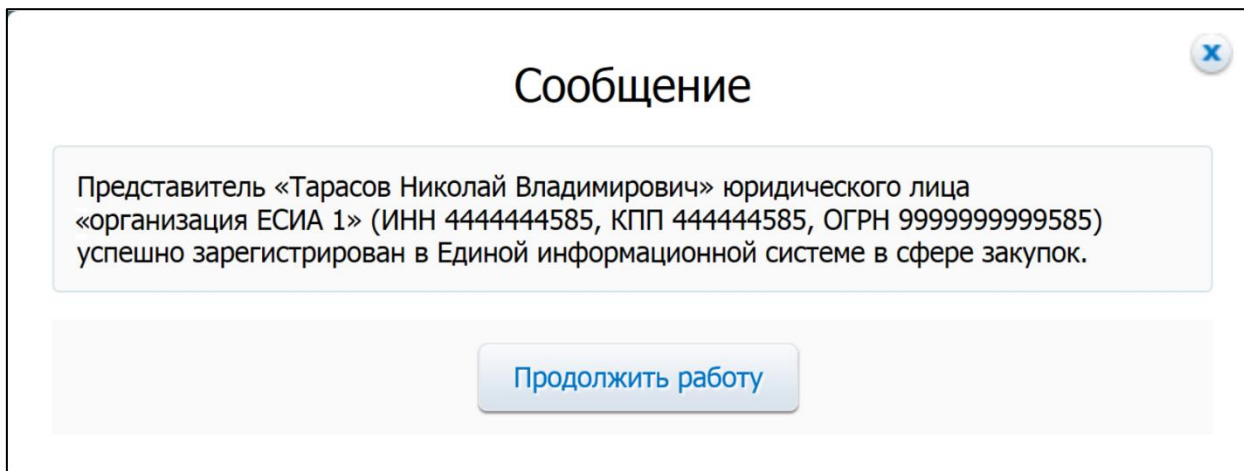 Сообщение
Представитель «Тарасов Николай Владимирович» юридического лица
«организация ЕСИА 1» (ИНН 4444444585, КПП 444444585, ОГРН 9999999999585)
успешно зарегистрирован в Единой информационной системе в сфере закупок.
Продолжить работу